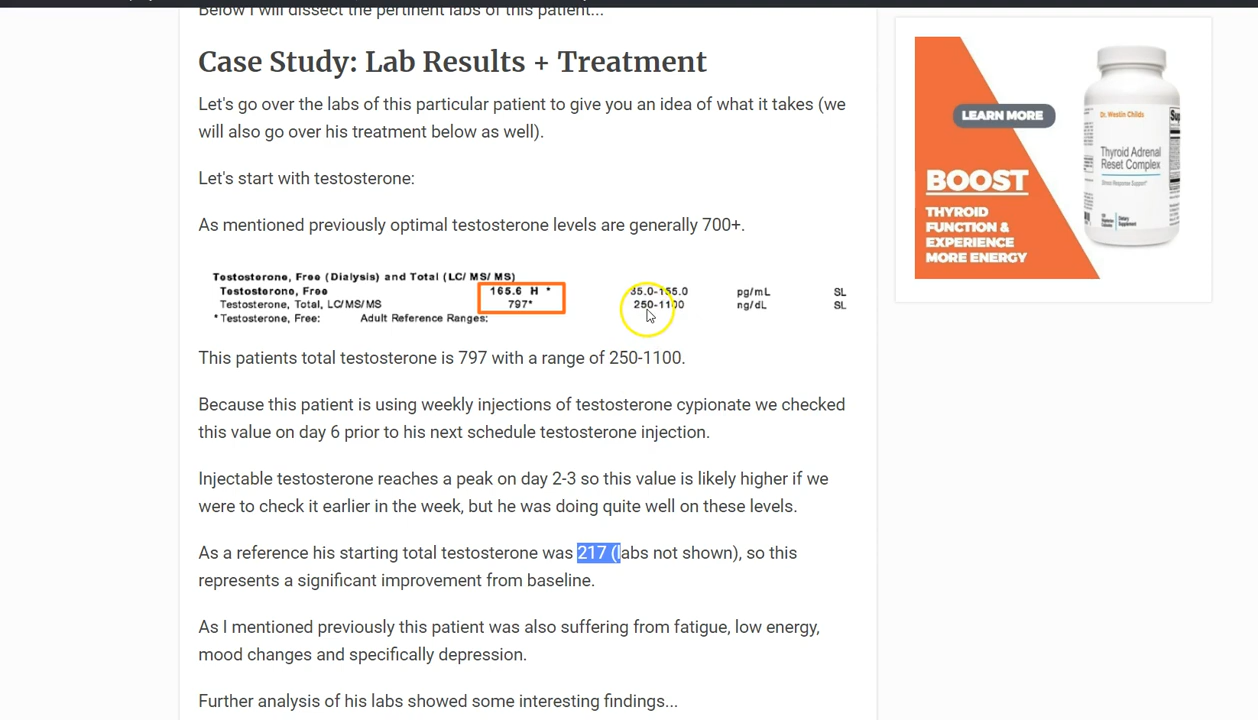 Below I will dissect the pertinent labs of this patient...
Case Study: Lab Results + Treatment
Let's go over the labs of this particular patient to give you an idea of what it takes (we
will also go over his treatment below as well).
Let's start with testosterone:
As mentioned previously optimal testosterone levels are generally 700+.
Testosterone, Free (Dialysis) and Total (LC/ MS/ MS)
Testosterone, Free 165.6 H * 35.0-155.0 pg/mL SL
Testosterone, Total, LC/MS/MS 797* 250-1100 ng/dL SL
*Testosterone, Free: Adult Reference Ranges:
This patients total testosterone is 797 with a range of 250-1100.
Because this patient is using weekly injections of testosterone cypionate we checked
this value on day 6 prior to his next schedule testosterone injection.
Injectable testosterone reaches a peak on day 2-3 so this value is likely higher if we
were to check it earlier in the week, but he was doing quite well on these levels.
As a reference his starting total testosterone was 217 (labs not shown), so this
represents a significant improvement from baseline.
As I mentioned previously this patient was also suffering from fatigue, low energy,
mood changes and specifically depression.
Further analysis of his labs showed some interesting findings...
LEARN MORE
BOOST
THYROID
FUNCTION &
EXPERIENCE
MORE ENERGY
Dr. Westin Childs
Thyroid Adrenal
Reset Complex